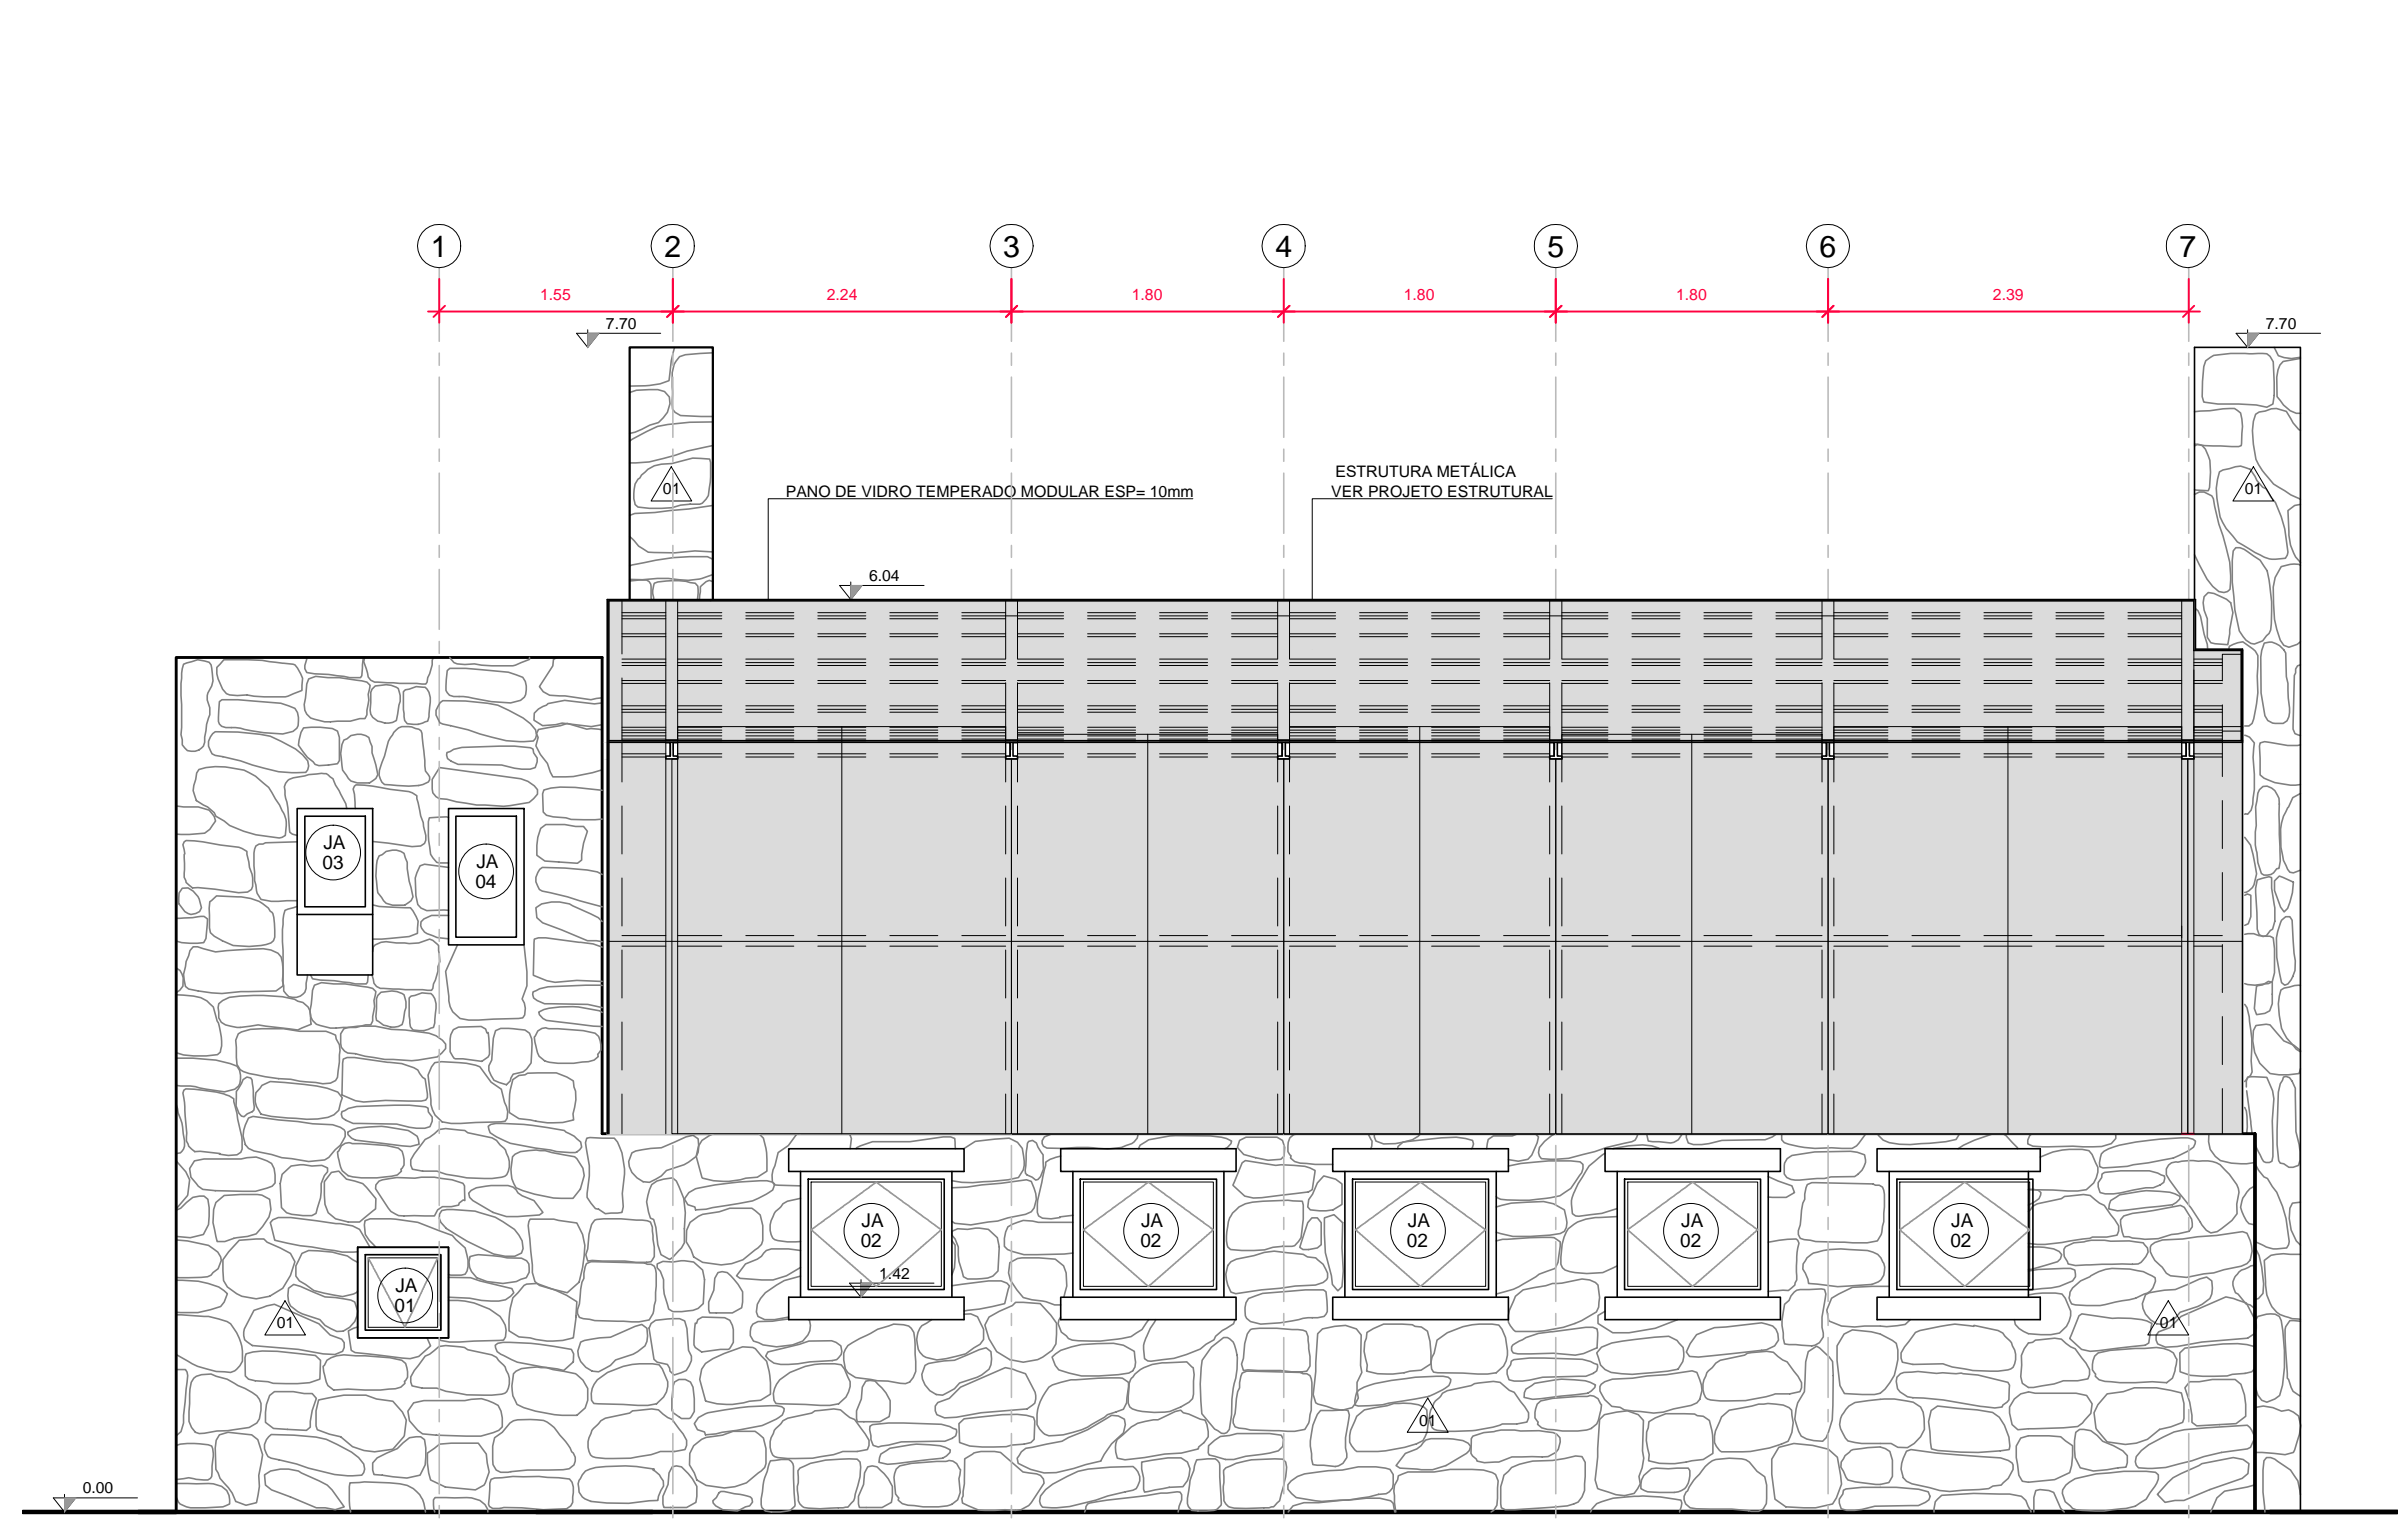 1
2
3
4
5
6
7
1.55
2.24
1.80
1.80
1.80
2.39
7.70
7.70
ESTRUTURA METÁLICA
01
PANO DE VIDRO TEMPERADO MODULAR ESP= 10mm
VER PROJETO ESTRUTURAL
01
6.04
JA
03
JA
04
JA
02
JA
02
JA
02
JA
02
JA
02
1.42
JA
01
01
01
01
0.00